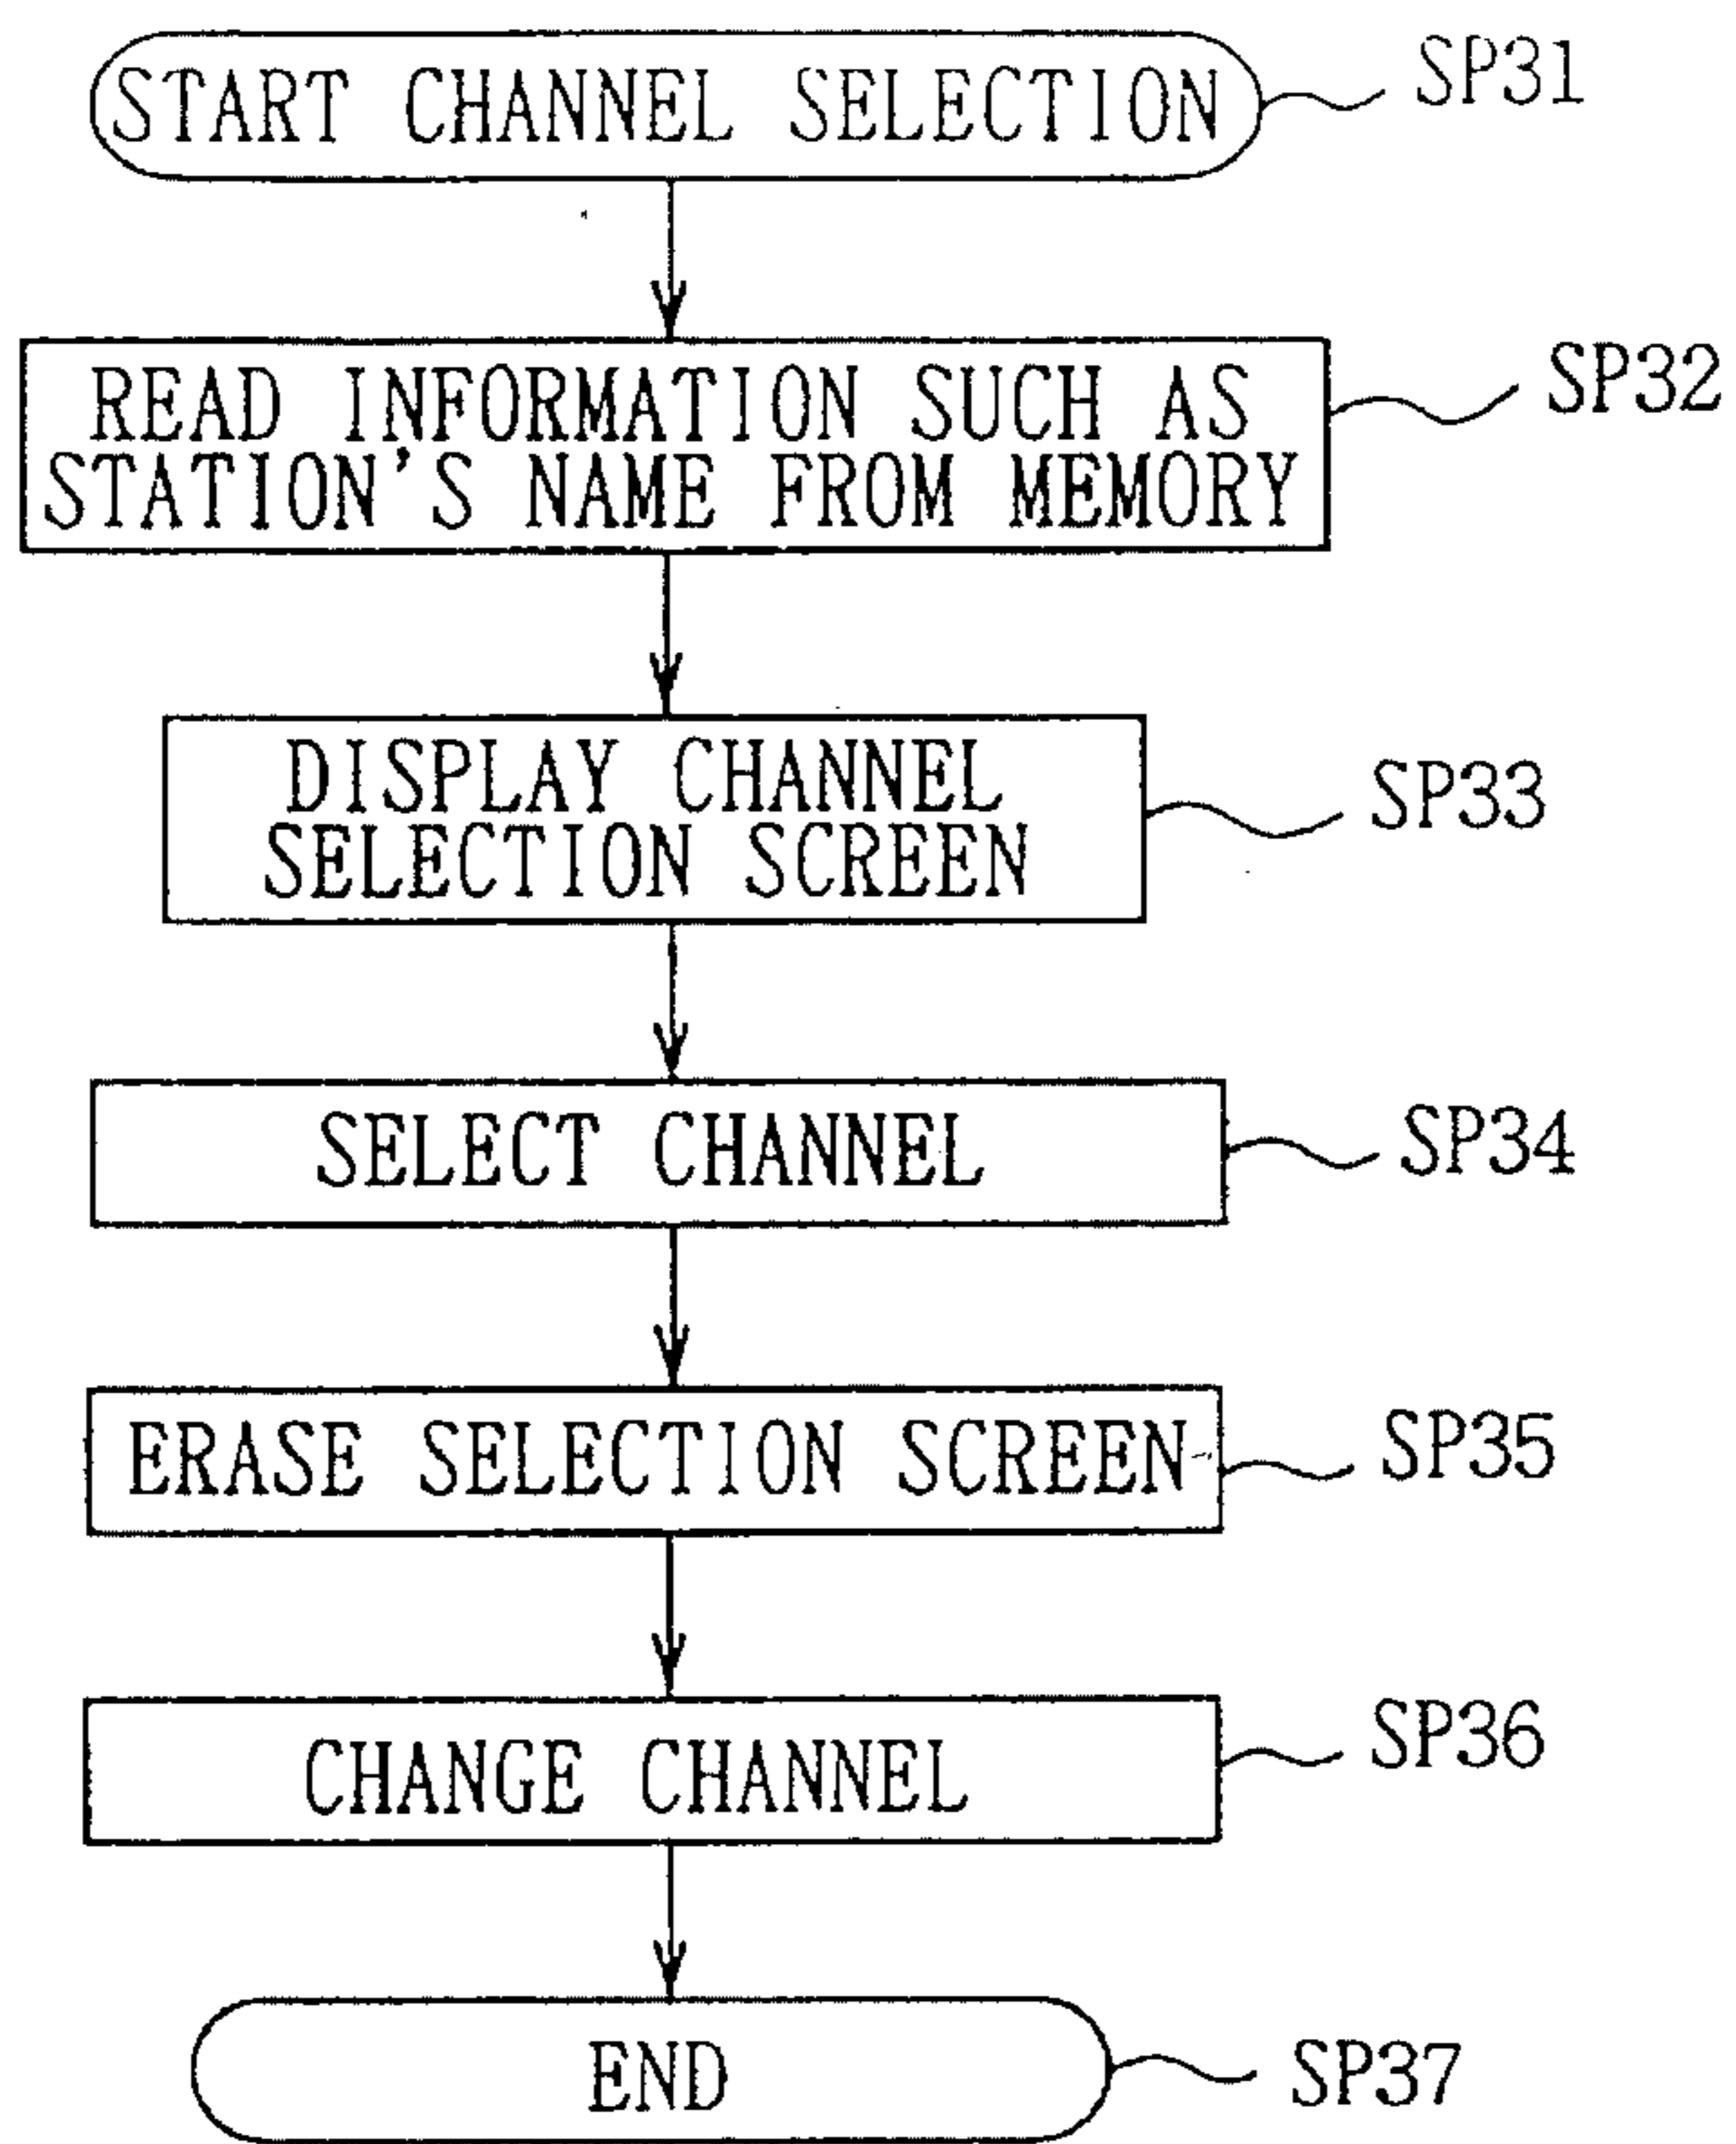 START CHANNEL SELECTION
SP31
READ INFORMATION SUCH AS
STATION'S NAME FROM MEMORY
SP32
DISPLAY CHANNEL
SELECTION SCREEN
SP33
SELECT CHANNEL
SP34
ERASE SELECTION SCREEN
SP35
CHANGE CHANNEL
SP36
END
SP37